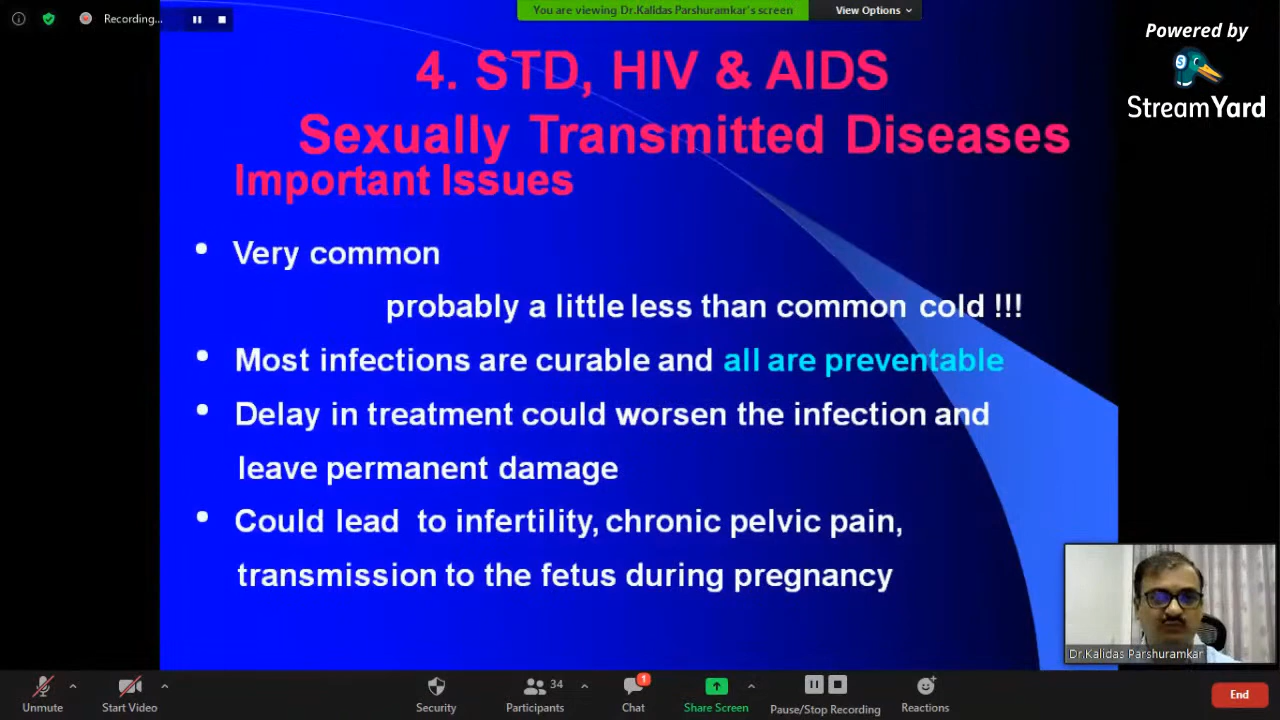 Recording...
You are viewing Dr.Kalidas Parshuramkar's screen
View Options
Powered by
StreamYard
4. STD, HIV & AIDS
Sexually Transmitted Diseases
Important Issues
• Very common
probably a little less than common cold !!!
• Most infections are curable and all are preventable
• Delay in treatment could worsen the infection and
leave permanent damage
• Could lead to infertility, chronic pelvic pain,
transmission to the fetus during pregnancy
Dr.Kalidas Parshuramkar
Unmute
Start Video
Security
34
Participants
1
Chat
Share Screen
Pause/Stop Recording
Reactions
End